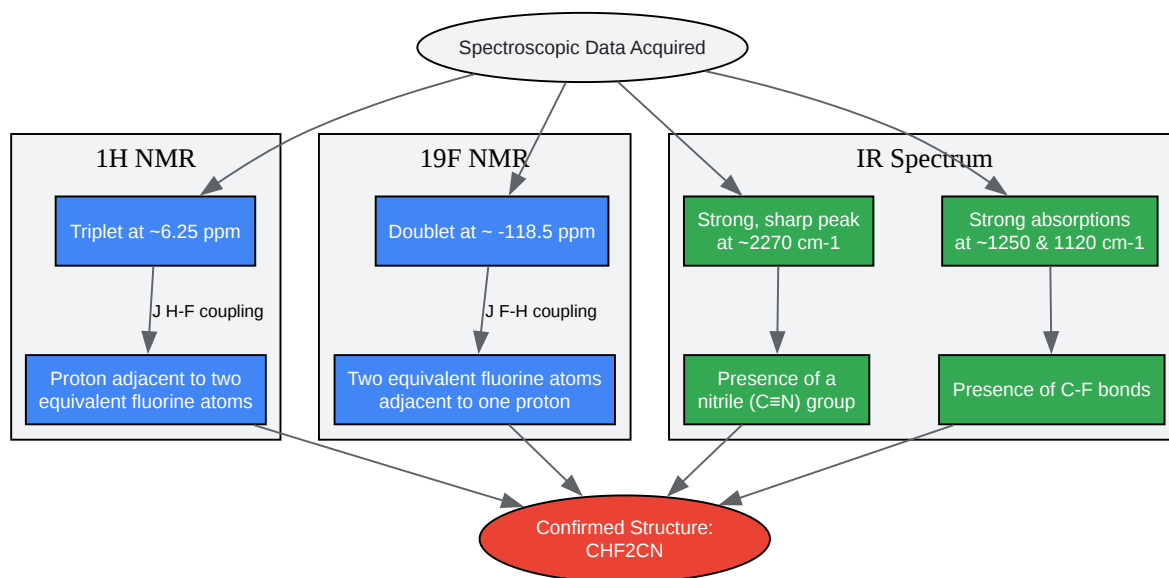 Spectroscopic Data Acquired
1H NMR
19F NMR
IR Spectrum
Triplet at ~6.25 ppm
Doublet at ~ -118.5 ppm
Strong, sharp peak
at ~2270 cm-1
Strong absorptions
at ~1250 & 1120 cm-1
J H-F coupling
J F-H coupling
Proton adjacent to two
equivalent fluorine atoms
Two equivalent fluorine atoms
adjacent to one proton
Presence of a
nitrile (C≡N) group
Presence of C-F bonds
Confirmed Structure:
CHF2CN